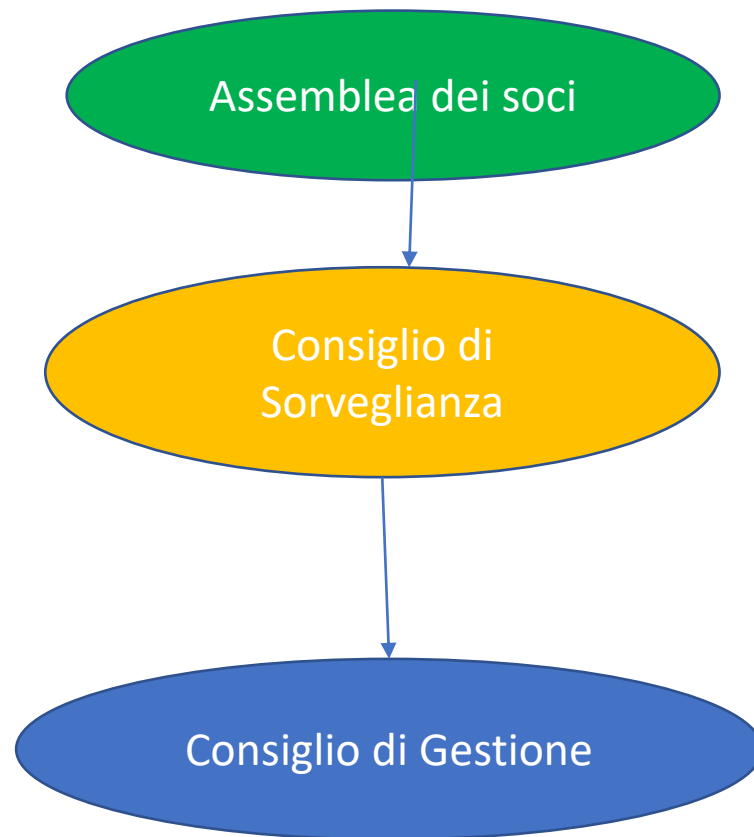 Assemblea dei soci
Consiglio di
Sorveglianza
Consiglio di Gestione